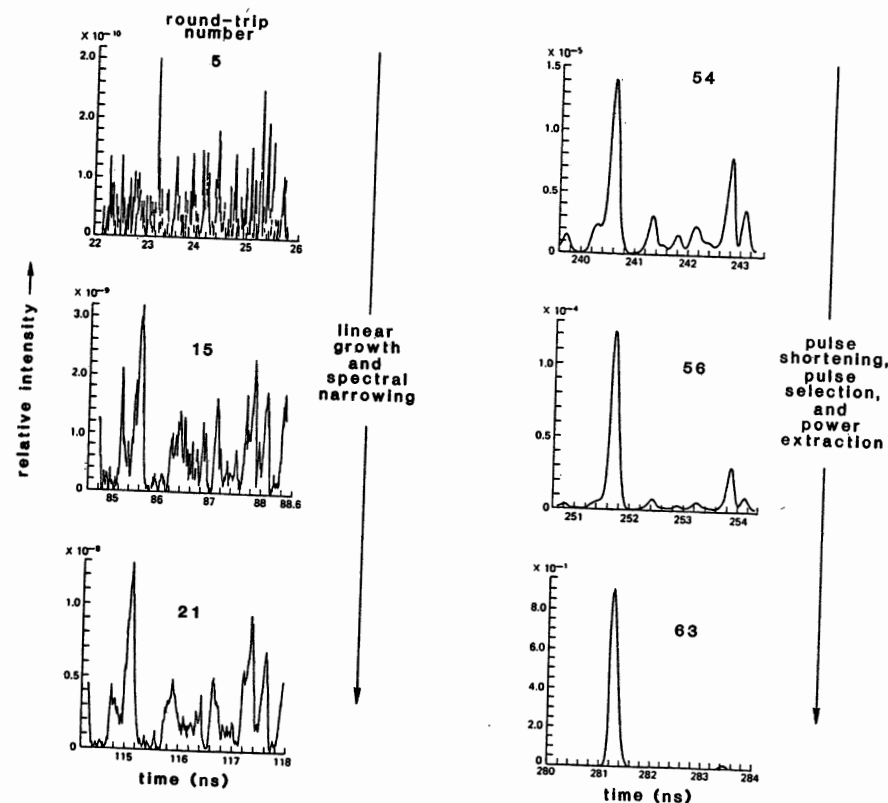 round-trip
number
× 10⁻¹⁰
5
2.0
2.0
1.0
0
22 23 24 25 26
× 10⁻⁹
15
3.0
2.0
1.0
0
85 86 87 88 88.6
× 10⁻⁸
21
1.0
0.5
0
115 116 117 118
time (ns)
relative intensity
linear
growth
and
spectral
narrowing
× 10⁻⁵
54
1.5
1.0
0.5
0
240 241 242 243
× 10⁻⁴
56
1.0
0.5
0
251 252 253 254
× 10⁻¹
63
8.0
6.0
4.0
2.0
0
280 281 282 283 284
time (ns)
pulse
shortening,
pulse
selection,
and
power
extraction